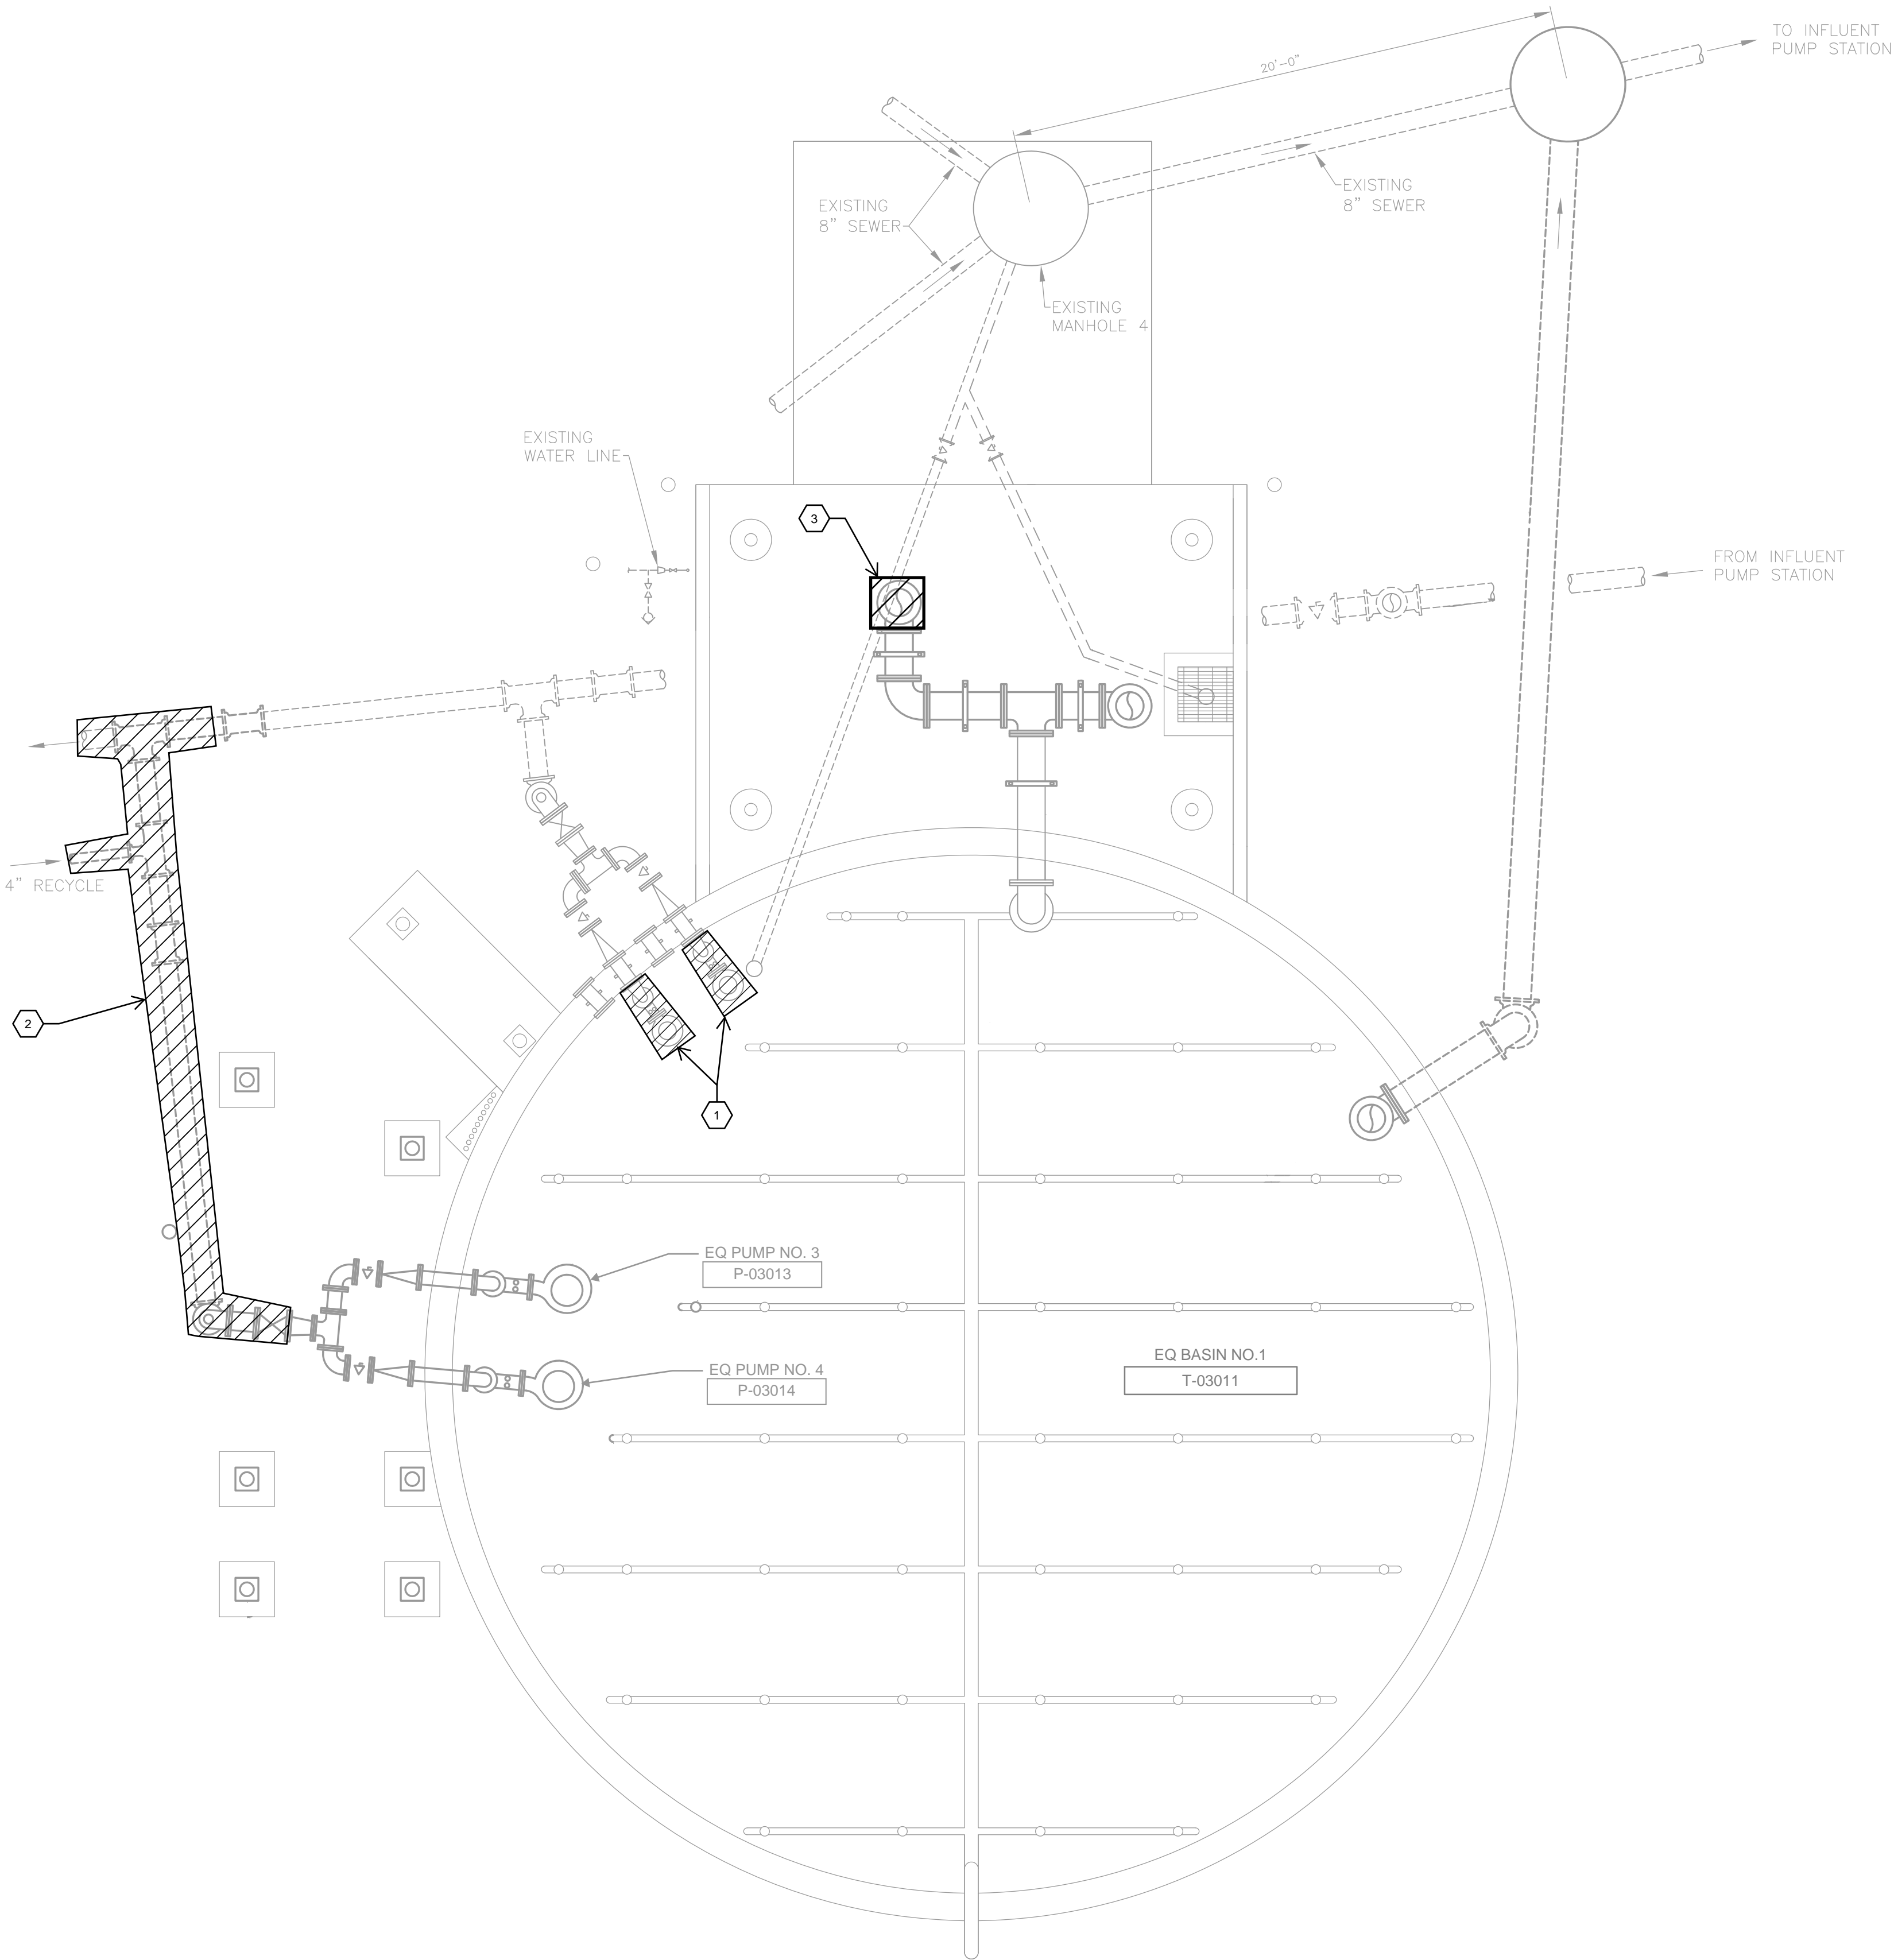 TO INFLUENT
PUMP STATION
20'-0"
EXISTING
8" SEWER
EXISTING
8" SEWER
EXISTING
MANHOLE 4
EXISTING
WATER LINE
3
FROM INFLUENT
PUMP STATION
4" RECYCLE
2
1
EQ PUMP NO. 3
P-03013
EQ BASIN NO.1
T-03011
EQ PUMP NO. 4
P-03014